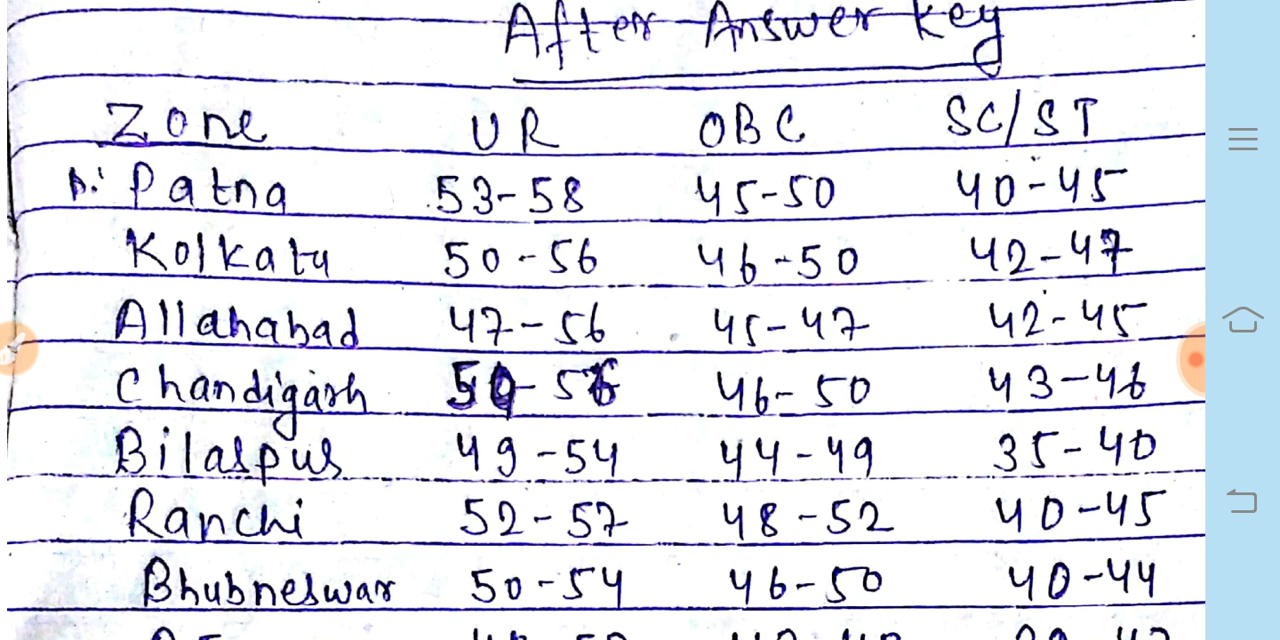 After Answer Key
Zone UR OBC SC/ST
Patna 53-58 45-50 40-45
Kolkata 50-56 46-50 42-47
Allahabad 47-56 45-47 42-45
Chandigarh 46-50 43-46
Bilaspur 49-54 44-49 35-40
Ranchi 52-57 48-52 40-45
Bhubneswar 50-54 46-50 40-44